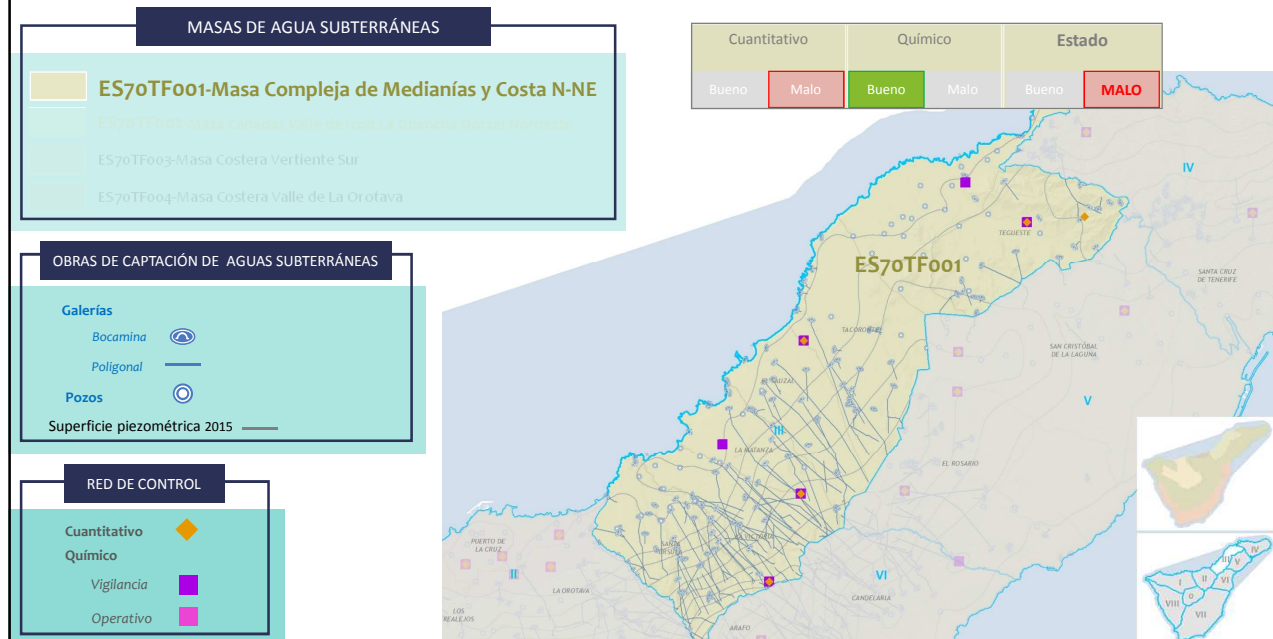 MASAS DE AGUA SUBTERRÁNEAS
ES70TF001-Masa Compleja de Medianías y Costa N-NE
ES70TF003-Masa Costera Vertiente Sur
ES70TF004-Masa Costera Valle de La Orotava
OBRAS DE CAPTACIÓN DE AGUAS SUBTERRÁNEAS
Galerías
Bocamina
Poligonal
Pozos
Superficie piezométrica 2015
RED DE CONTROL
Cuantitativo
Químico
Vigilancia
Operativo
Cuantitativo Químico Estado
Bueno Malo Bueno Malo Bueno MALO
IV
TEGUESTE
ES70TF001
SANTA CRUZ
DE TENERIFE
TACORONTE
SAN CRISTÓBAL
DE LA LAGUNA
EL SAUZAL
V
III
LA MATANZA
EL ROSARIO
LA VICTORIA
PUERTO DE
LA CRUZ
SANTA
ÚRSULA
II
VI
LA OROTAVA
CANDELARIA
LOS
REALEJOS
ARAFO
IV
III
V
I
II
VI
O
VIII
VII